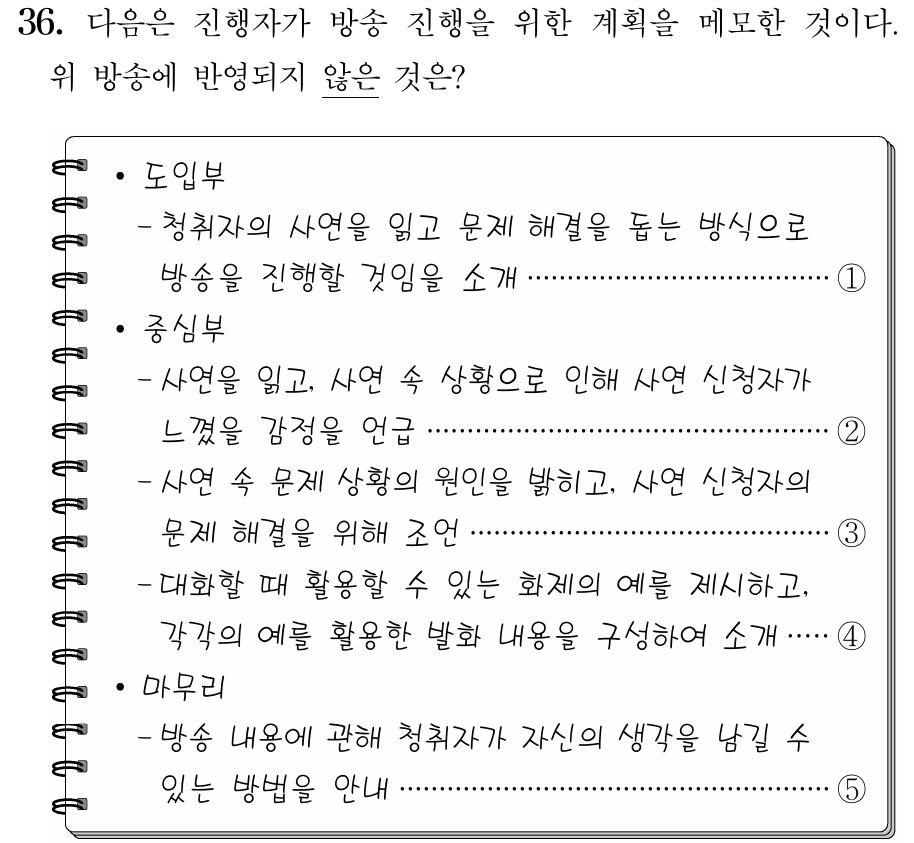 36. 다음은 진행자가 방송 진행을 위한 계획을 메모한 것이다.
위 방송에 반영되지 않은 것은?
• 도입부
- 청취자의 사연을 읽고 문제 해결을 돕는 방식으로
방송을 진행할 것임을 소개 ······································ ①
• 중심부
- 사연을 읽고, 사연 속 상황으로 인해 사연 신청자가
느꼈을 감정을 언급 ·················································· ②
- 사연 속 문제 상황의 원인을 밝히고, 사연 신청자의
문제 해결을 위해 조언 ············································· ③
- 대화할 때 활용할 수 있는 화제의 예를 제시하고,
각각의 예를 활용한 발화 내용을 구성하여 소개 ····· ④
• 마무리
- 방송 내용에 관해 청취자가 자신의 생각을 남길 수
있는 방법을 안내 ······················································ ⑤